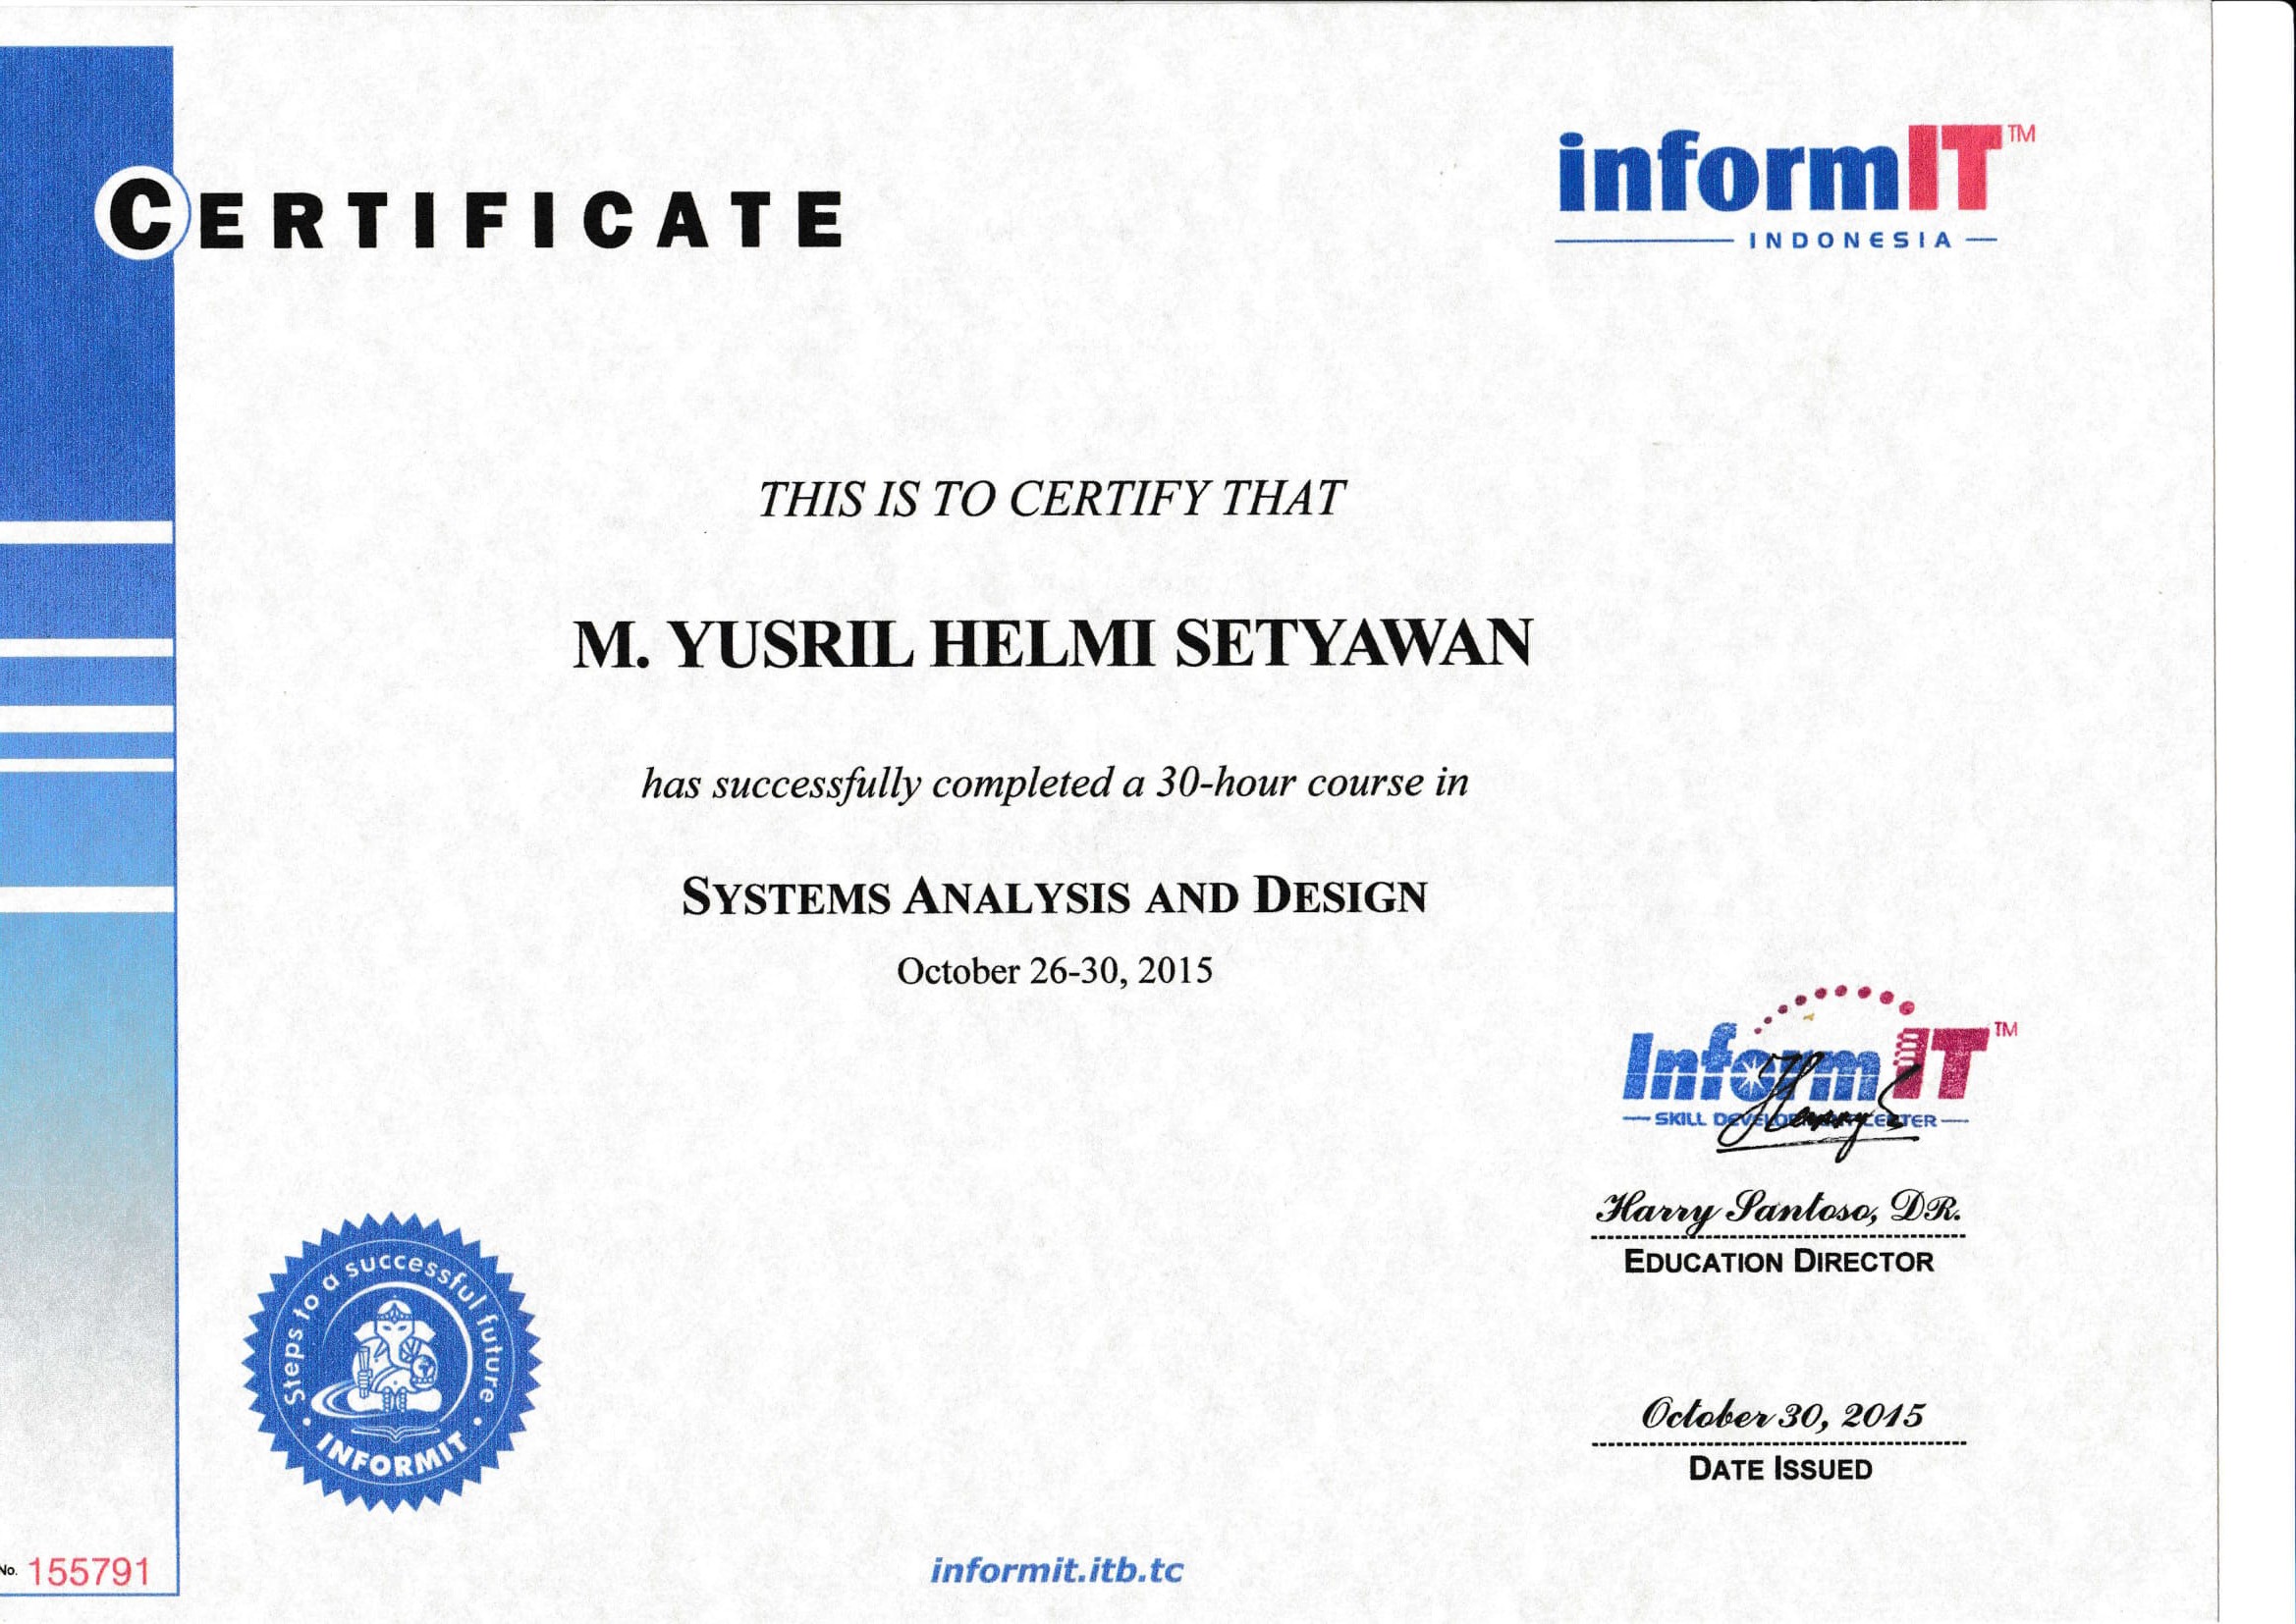 CERTIFICATE
informIT™
INDONESIA
THIS IS TO CERTIFY THAT
M. YUSRIL HELMI SETYAWAN
has successfully completed a 30-hour course in
SYSTEMS ANALYSIS AND DESIGN
October 26-30, 2015
InformIT™
SKILL DEVELOPMENT CENTER
Harry S
Harry Santoso, DR.
EDUCATION DIRECTOR
Steps to a successful future
INFORMIT
October 30, 2015
DATE ISSUED
No. 155791
informit.itb.tc